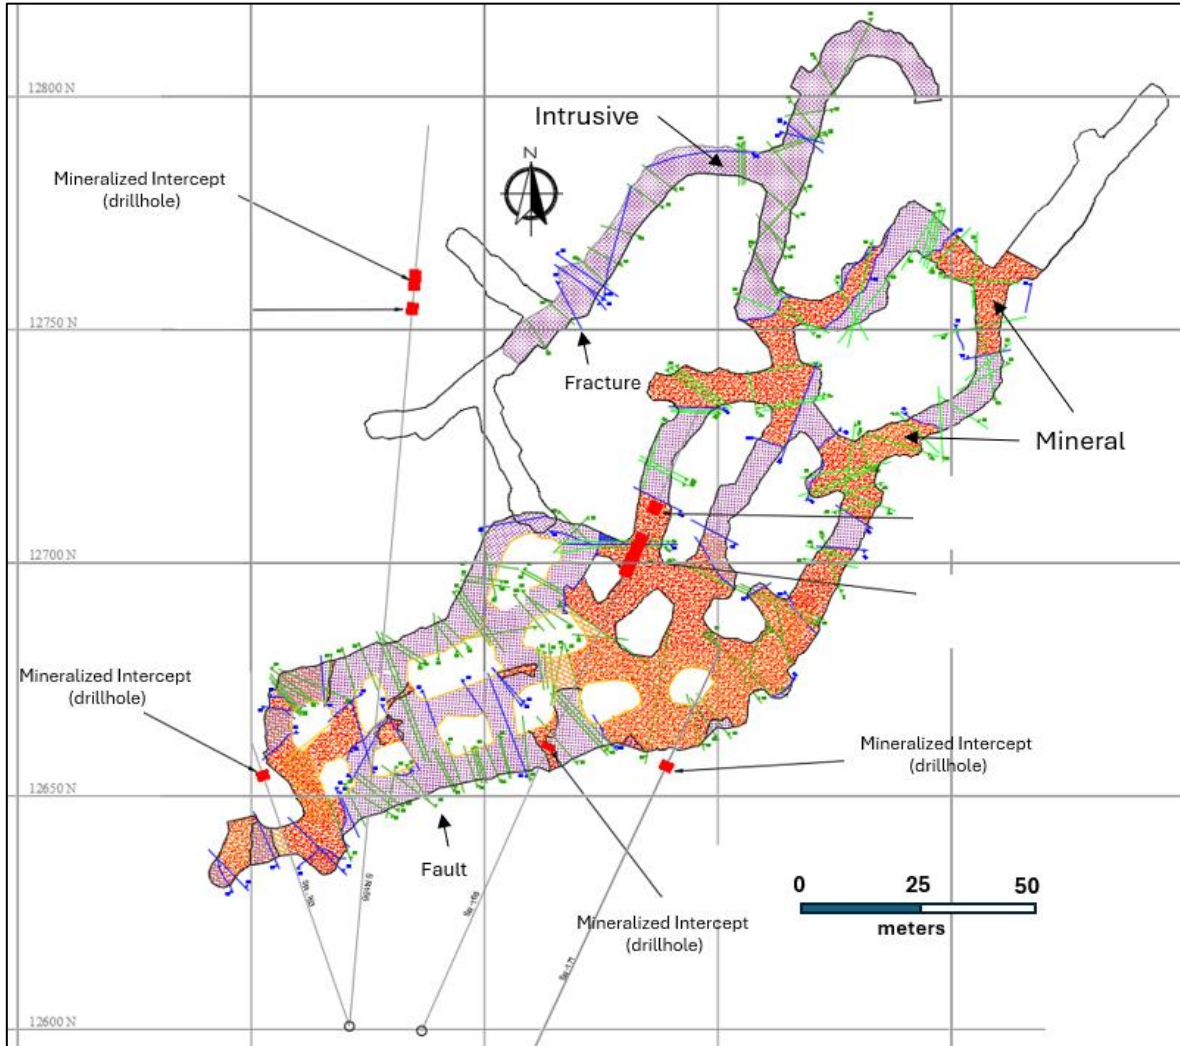 12800 N
Intrusive
N
Mineralized Intercept
(drillhole)
12750 N
Fracture
Mineral
12700 N
Mineralized Intercept
(drillhole)
Mineralized Intercept
(drillhole)
12650 N
Fault
0 25 50
meters
Mineralized Intercept
(drillhole)
12600 N